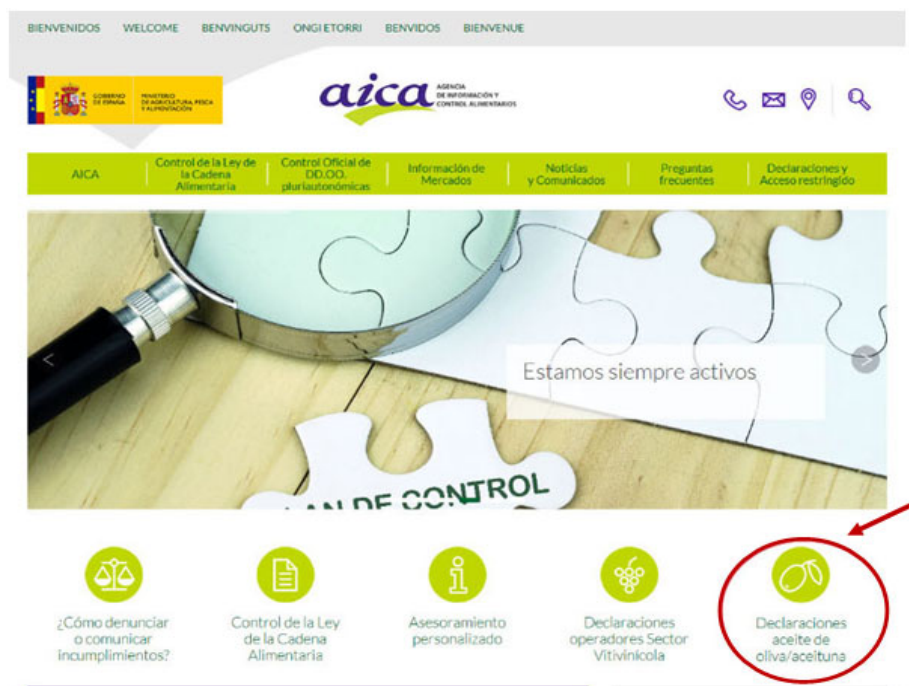 BIENVENIDOS WELCOME BENVINGUTS ONGI ETORRI BENVIDOS BIENVENUE
GOBIERNO
DE ESPAÑA
MINISTERIO
DE AGRICULTURA, PESCA
Y ALIMENTACIÓN
aica
AGENCIA
DE INFORMACIÓN Y
CONTROL ALIMENTARIOS
AICA
Control de la Ley de
la Cadena
Alimentaria
Control Oficial de
DD.OO.
pluriautonómicas
Información de
Mercados
Noticias
y Comunicados
Preguntas
frecuentes
Declaraciones y
Acceso restringido
Estamos siempre activos
LAN DE CONTROL
¿Cómo denunciar
o comunicar
incumplimientos?
Control de la Ley
de la Cadena
Alimentaria
Asesoramiento
personalizado
Declaraciones
operadores Sector
Vitivinícola
Declaraciones
aceite de
oliva/aceituna